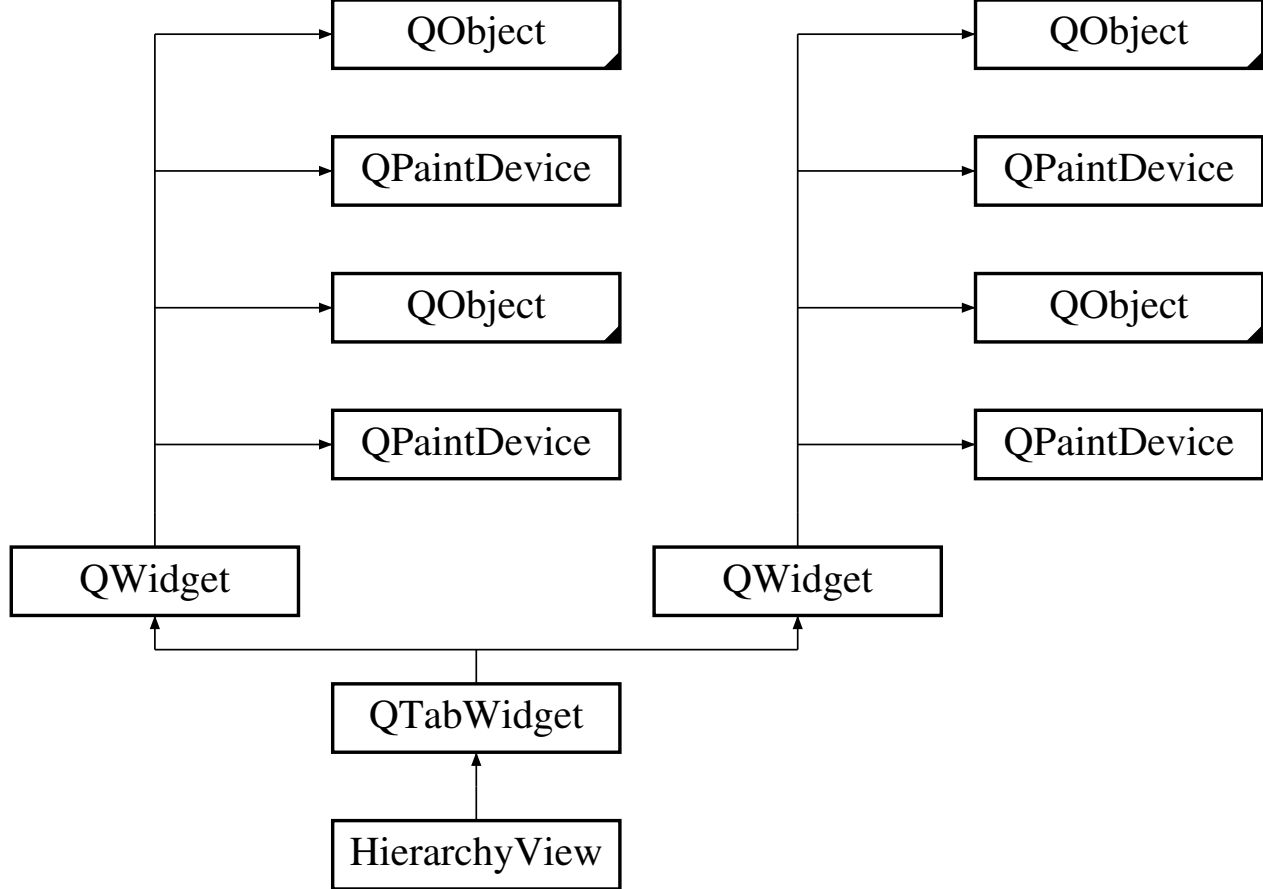 QObject
QObject
QPaintDevice
QPaintDevice
QObject
QObject
QPaintDevice
QPaintDevice
QWidget
QWidget
QTabWidget
HierarchyView